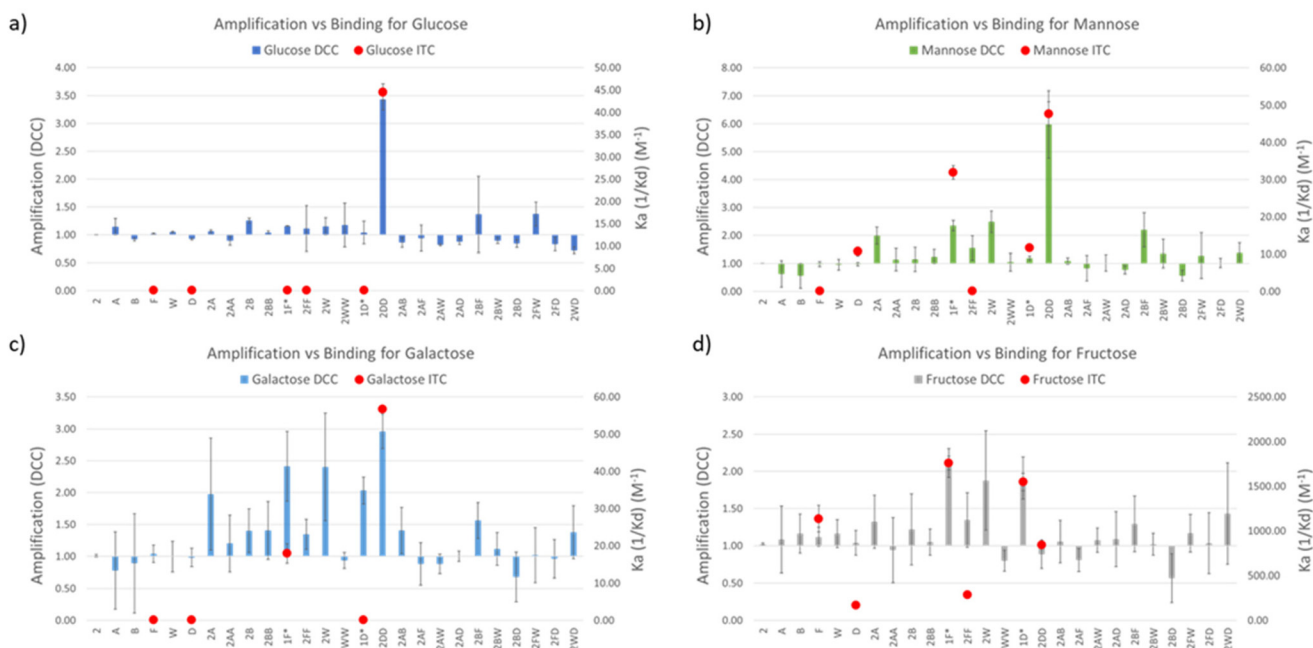 a)
Amplification vs Binding for Glucose
Glucose DCC Glucose ITC
4.00 3.50 3.00 2.50 2.00 1.50 1.00 0.50 0.00
Amplification (DCC)
50.00 45.00 40.00 35.00 30.00 25.00 20.00 15.00 10.00 5.00 0.00
Ka (1/Kd) (M⁻¹)
2 A B F W D 2A 2AA 2B 2BB 1F* 2FF 2W 2WW 1D* 2DD 2AB 2AF 2AW 2AD 2BF 2BW 2BD 2FW 2FD 2WD
b)
Amplification vs Binding for Mannose
Mannose DCC Mannose ITC
8.00 7.00 6.00 5.00 4.00 3.00 2.00 1.00 0.00
Amplification (DCC)
60.00 50.00 40.00 30.00 20.00 10.00 0.00
Ka (1/Kd) (M⁻¹)
2 A B F W D 2A 2AA 2B 2BB 1F* 2FF 2W 2WW 1D* 2DD 2AB 2AF 2AW 2AD 2BF 2BW 2BD 2FW 2FD 2WD
c)
Amplification vs Binding for Galactose
Galactose DCC Galactose ITC
3.50 3.00 2.50 2.00 1.50 1.00 0.50 0.00
Amplification (DCC)
60.00 50.00 40.00 30.00 20.00 10.00 0.00
Ka (1/Kd) (M⁻¹)
2 A B F W D 2A 2AA 2B 2BB 1F* 2FF 2W 2WW 1D* 2DD 2AB 2AF 2AW 2AD 2BF 2BW 2BD 2FW 2FD 2WD
d)
Amplification vs Binding for Fructose
Fructose DCC Fructose ITC
3.00 2.50 2.00 1.50 1.00 0.50 0.00
Amplification (DCC)
2500.00 2000.00 1500.00 1000.00 500.00 0.00
Ka (1/Kd) (M⁻¹)
2 A B F W D 2A 2AA 2B 2BB 1F* 2FF 2W 2WW 1D* 2DD 2AB 2AF 2AW 2AD 2BF 2BW 2BD 2FW 2FD 2WD